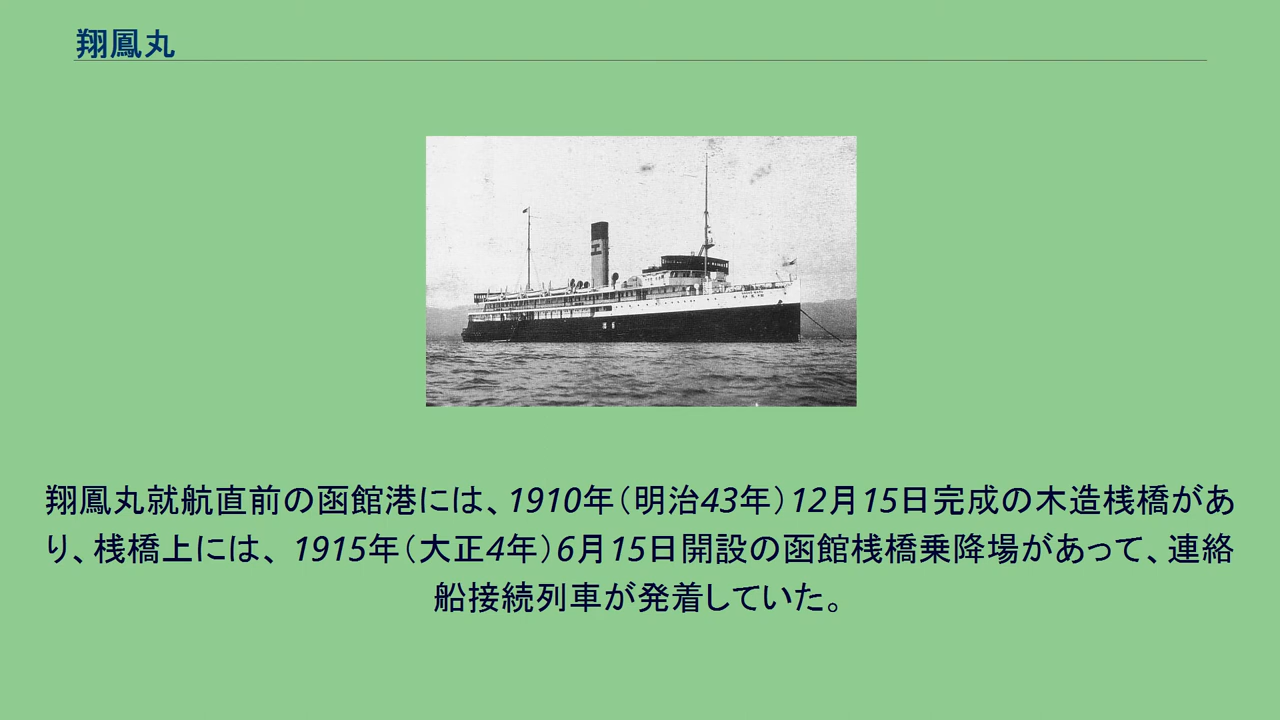 翔鳳丸
翔鳳丸就航直前の函館港には、1910年（明治43年）12月15日完成の木造桟橋があ
り、桟橋上には、 1915年（大正4年）6月15日開設の函館桟橋乗降場があって、連絡
船接続列車が発着していた。